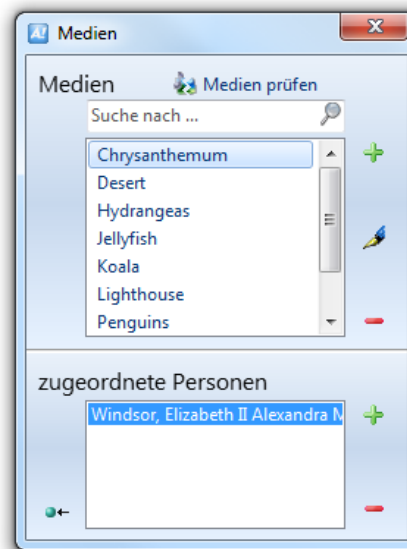 Medien
Medien
Medien prüfen
Suche nach ...
Chrysanthemum
Desert
Hydrangeas
Jellyfish
Koala
Lighthouse
Penguins
zugeordnete Personen
Windsor, Elizabeth II Alexandra M